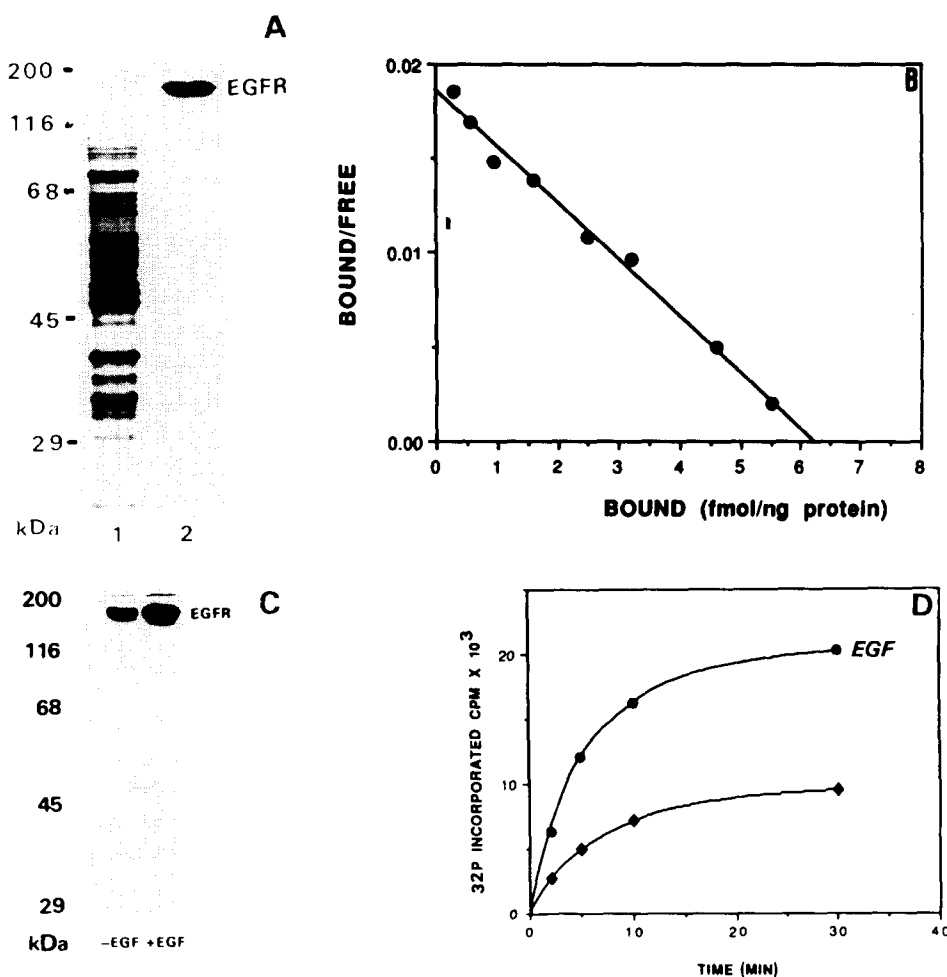 A
200
116
68
45
29
kDa
1 2
EGFR
B
0.02
0.01
0.00
BOUND/FREE
0 1 2 3 4 5 6 7 8
BOUND (fmol/ng protein)
C
200
116
68
45
29
kDa
EGFR
-EGF +EGF
D
EGF
20
10
0
32P INCORPORATED CPM X 10³
0 10 20 30 40
TIME (MIN)